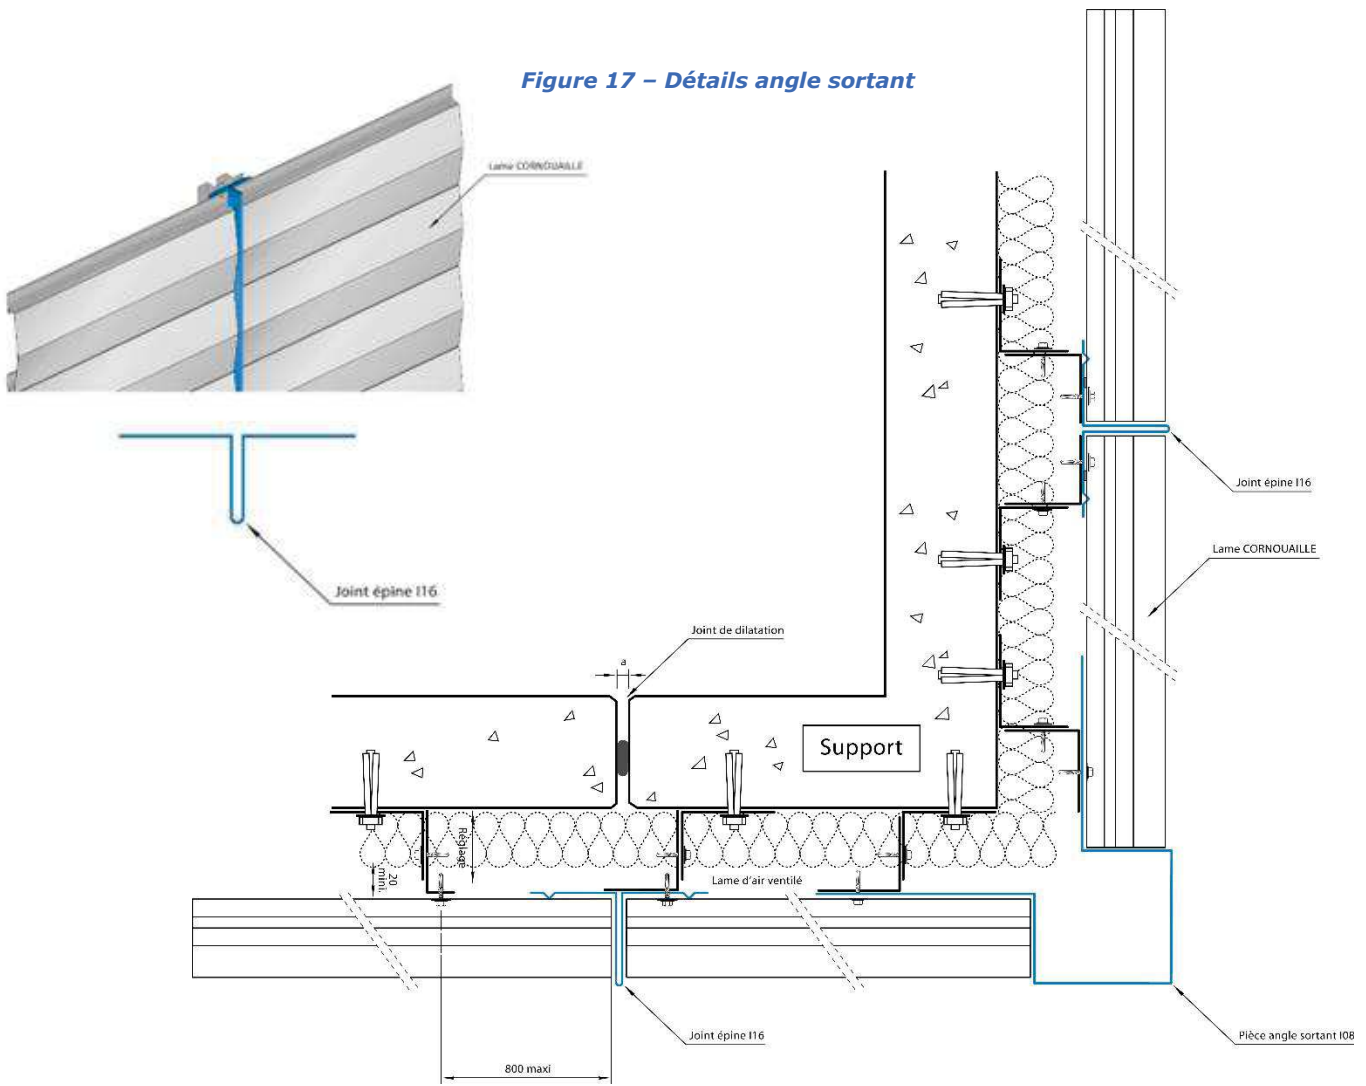 Figure 17 – Détails angle sortant
Lame CORNOUAILLE
Joint épine I16
Joint épine I16
Lame CORNOUAILLE
Joint de dilatation
a
Support
Réglage
20
mini.
Lame d'air ventilé
Joint épine I16
Pièce angle sortant I08
800 maxi